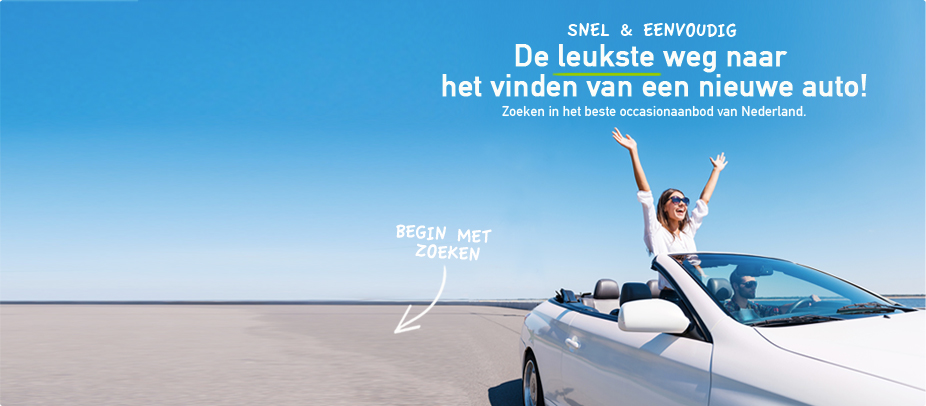 SNEL & EENVOUDIG
De leukste weg naar
het vinden van een nieuwe auto!
Zoeken in het beste occasionaanbod van Nederland.
BEGIN MET
ZOEKEN